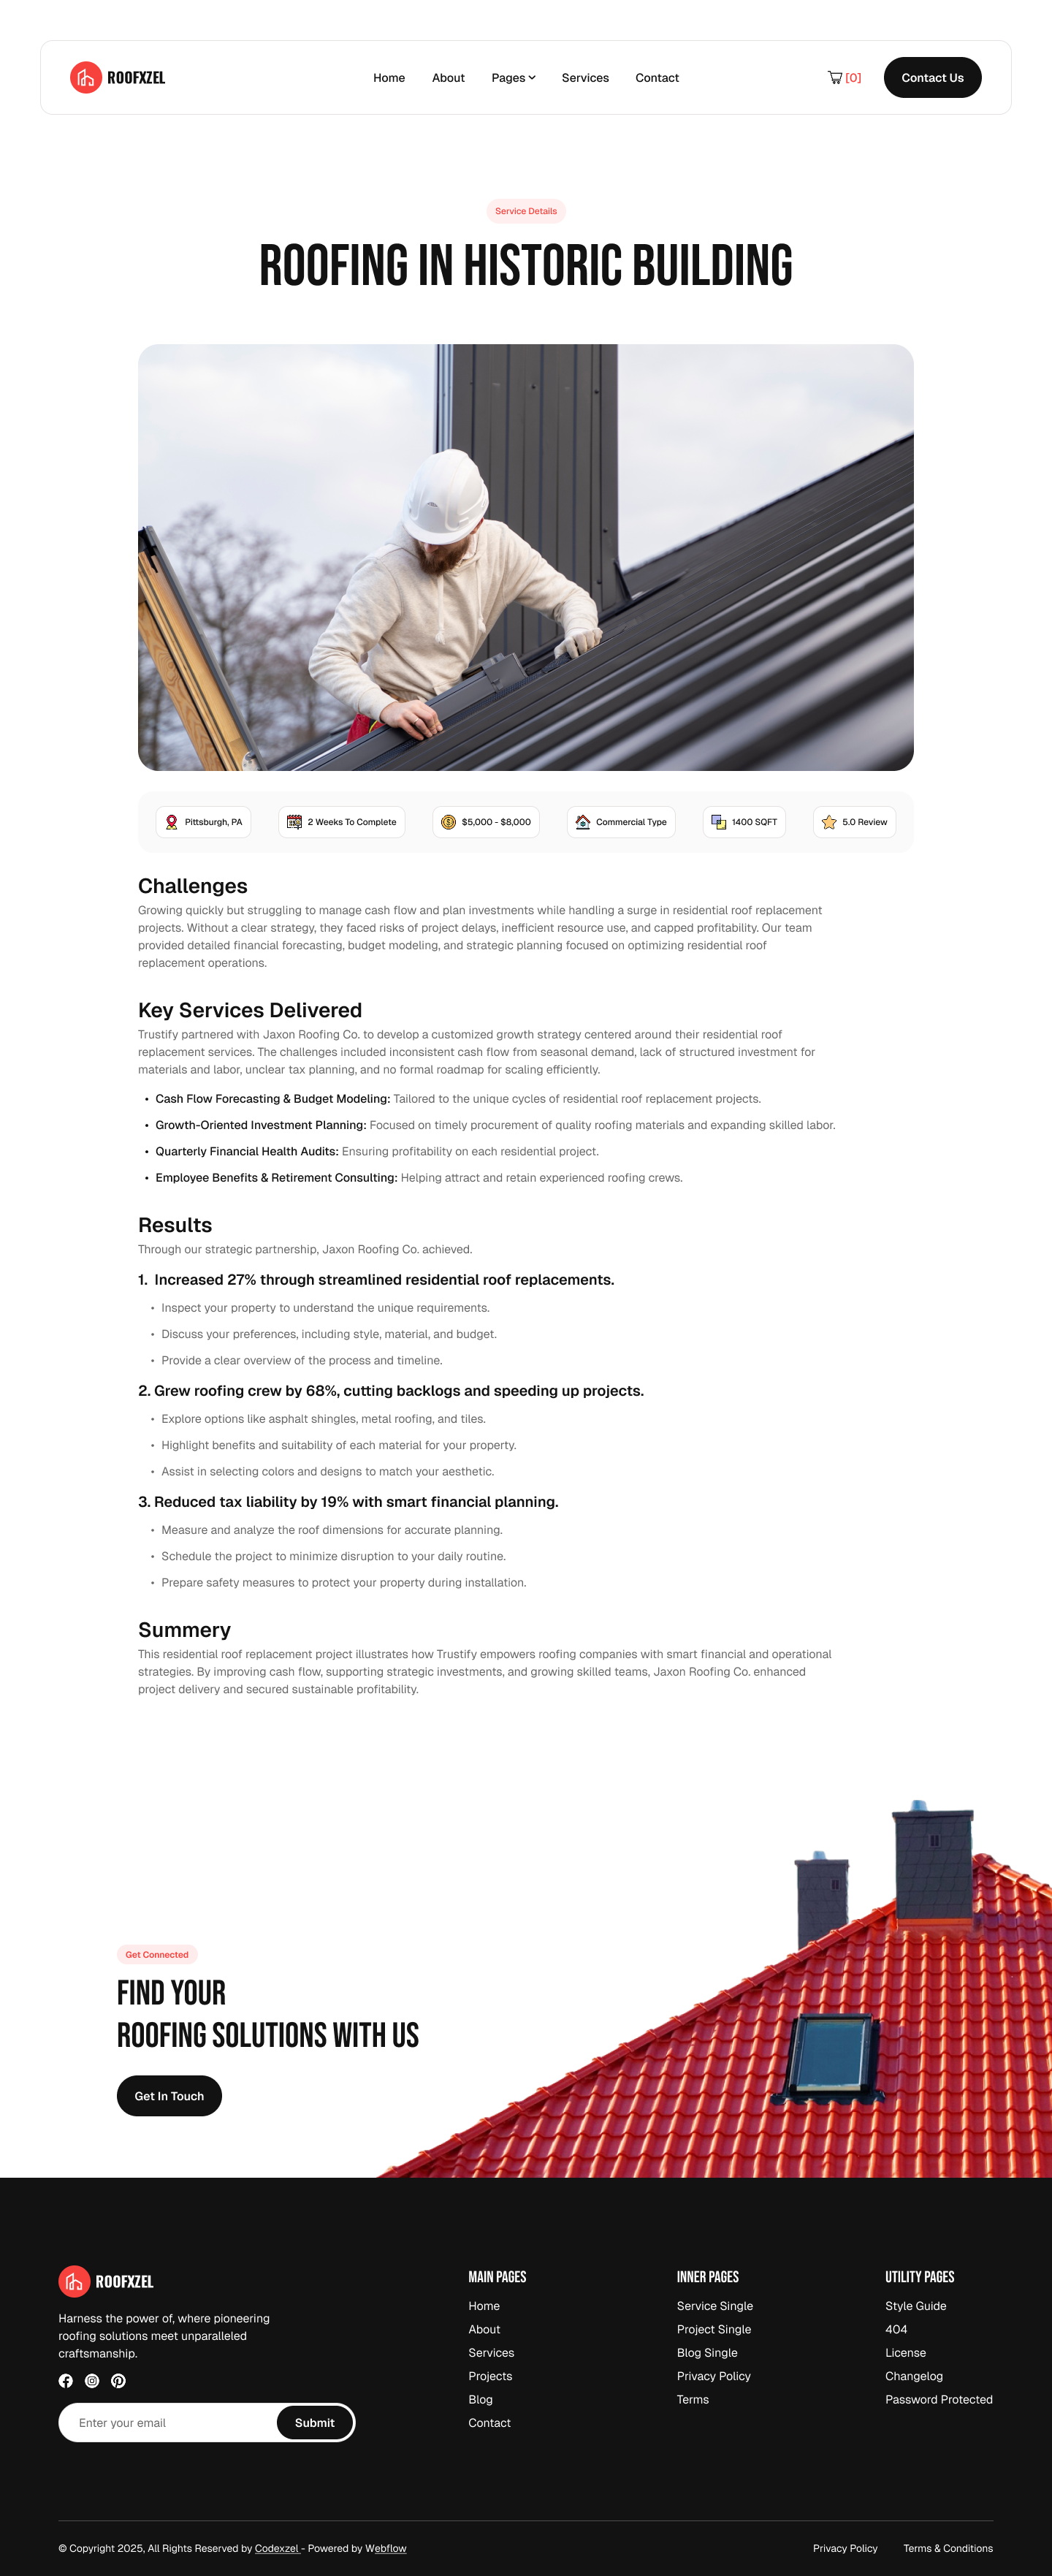 ROOFXZEL
Home
About
Pages
Services
Contact
[0]
Contact Us
Service Details
ROOFING IN HISTORIC BUILDING
Pittsburgh, PA
2 Weeks To Complete
$5,000 - $8,000
Commercial Type
1400 SQFT
5.0 Review
Challenges
Growing quickly but struggling to manage cash flow and plan investments while handling a surge in residential roof replacement
projects. Without a clear strategy, they faced risks of project delays, inefficient resource use, and capped profitability. Our team
provided detailed financial forecasting, budget modeling, and strategic planning focused on optimizing residential roof
replacement operations.
Key Services Delivered
Trustify partnered with Jaxon Roofing Co. to develop a customized growth strategy centered around their residential roof
replacement services. The challenges included inconsistent cash flow from seasonal demand, lack of structured investment for
materials and labor, unclear tax planning, and no formal roadmap for scaling efficiently.
• Cash Flow Forecasting & Budget Modeling: Tailored to the unique cycles of residential roof replacement projects.
• Growth-Oriented Investment Planning: Focused on timely procurement of quality roofing materials and expanding skilled labor.
• Quarterly Financial Health Audits: Ensuring profitability on each residential project.
• Employee Benefits & Retirement Consulting: Helping attract and retain experienced roofing crews.
Results
Through our strategic partnership, Jaxon Roofing Co. achieved.
1. Increased 27% through streamlined residential roof replacements.
• Inspect your property to understand the unique requirements.
• Discuss your preferences, including style, material, and budget.
• Provide a clear overview of the process and timeline.
2. Grew roofing crew by 68%, cutting backlogs and speeding up projects.
• Explore options like asphalt shingles, metal roofing, and tiles.
• Highlight benefits and suitability of each material for your property.
• Assist in selecting colors and designs to match your aesthetic.
3. Reduced tax liability by 19% with smart financial planning.
• Measure and analyze the roof dimensions for accurate planning.
• Schedule the project to minimize disruption to your daily routine.
• Prepare safety measures to protect your property during installation.
Summery
This residential roof replacement project illustrates how Trustify empowers roofing companies with smart financial and operational
strategies. By improving cash flow, supporting strategic investments, and growing skilled teams, Jaxon Roofing Co. enhanced
project delivery and secured sustainable profitability.
Get Connected
FIND YOUR
ROOFING SOLUTIONS WITH US
Get In Touch
ROOFXZEL
Harness the power of, where pioneering
roofing solutions meet unparalleled
craftsmanship.
Enter your email
Submit
MAIN PAGES
Home
About
Services
Projects
Blog
Contact
INNER PAGES
Service Single
Project Single
Blog Single
Privacy Policy
Terms
UTILITY PAGES
Style Guide
404
License
Changelog
Password Protected
© Copyright 2025, All Rights Reserved by Codexzel - Powered by Webflow
Privacy Policy
Terms & Conditions